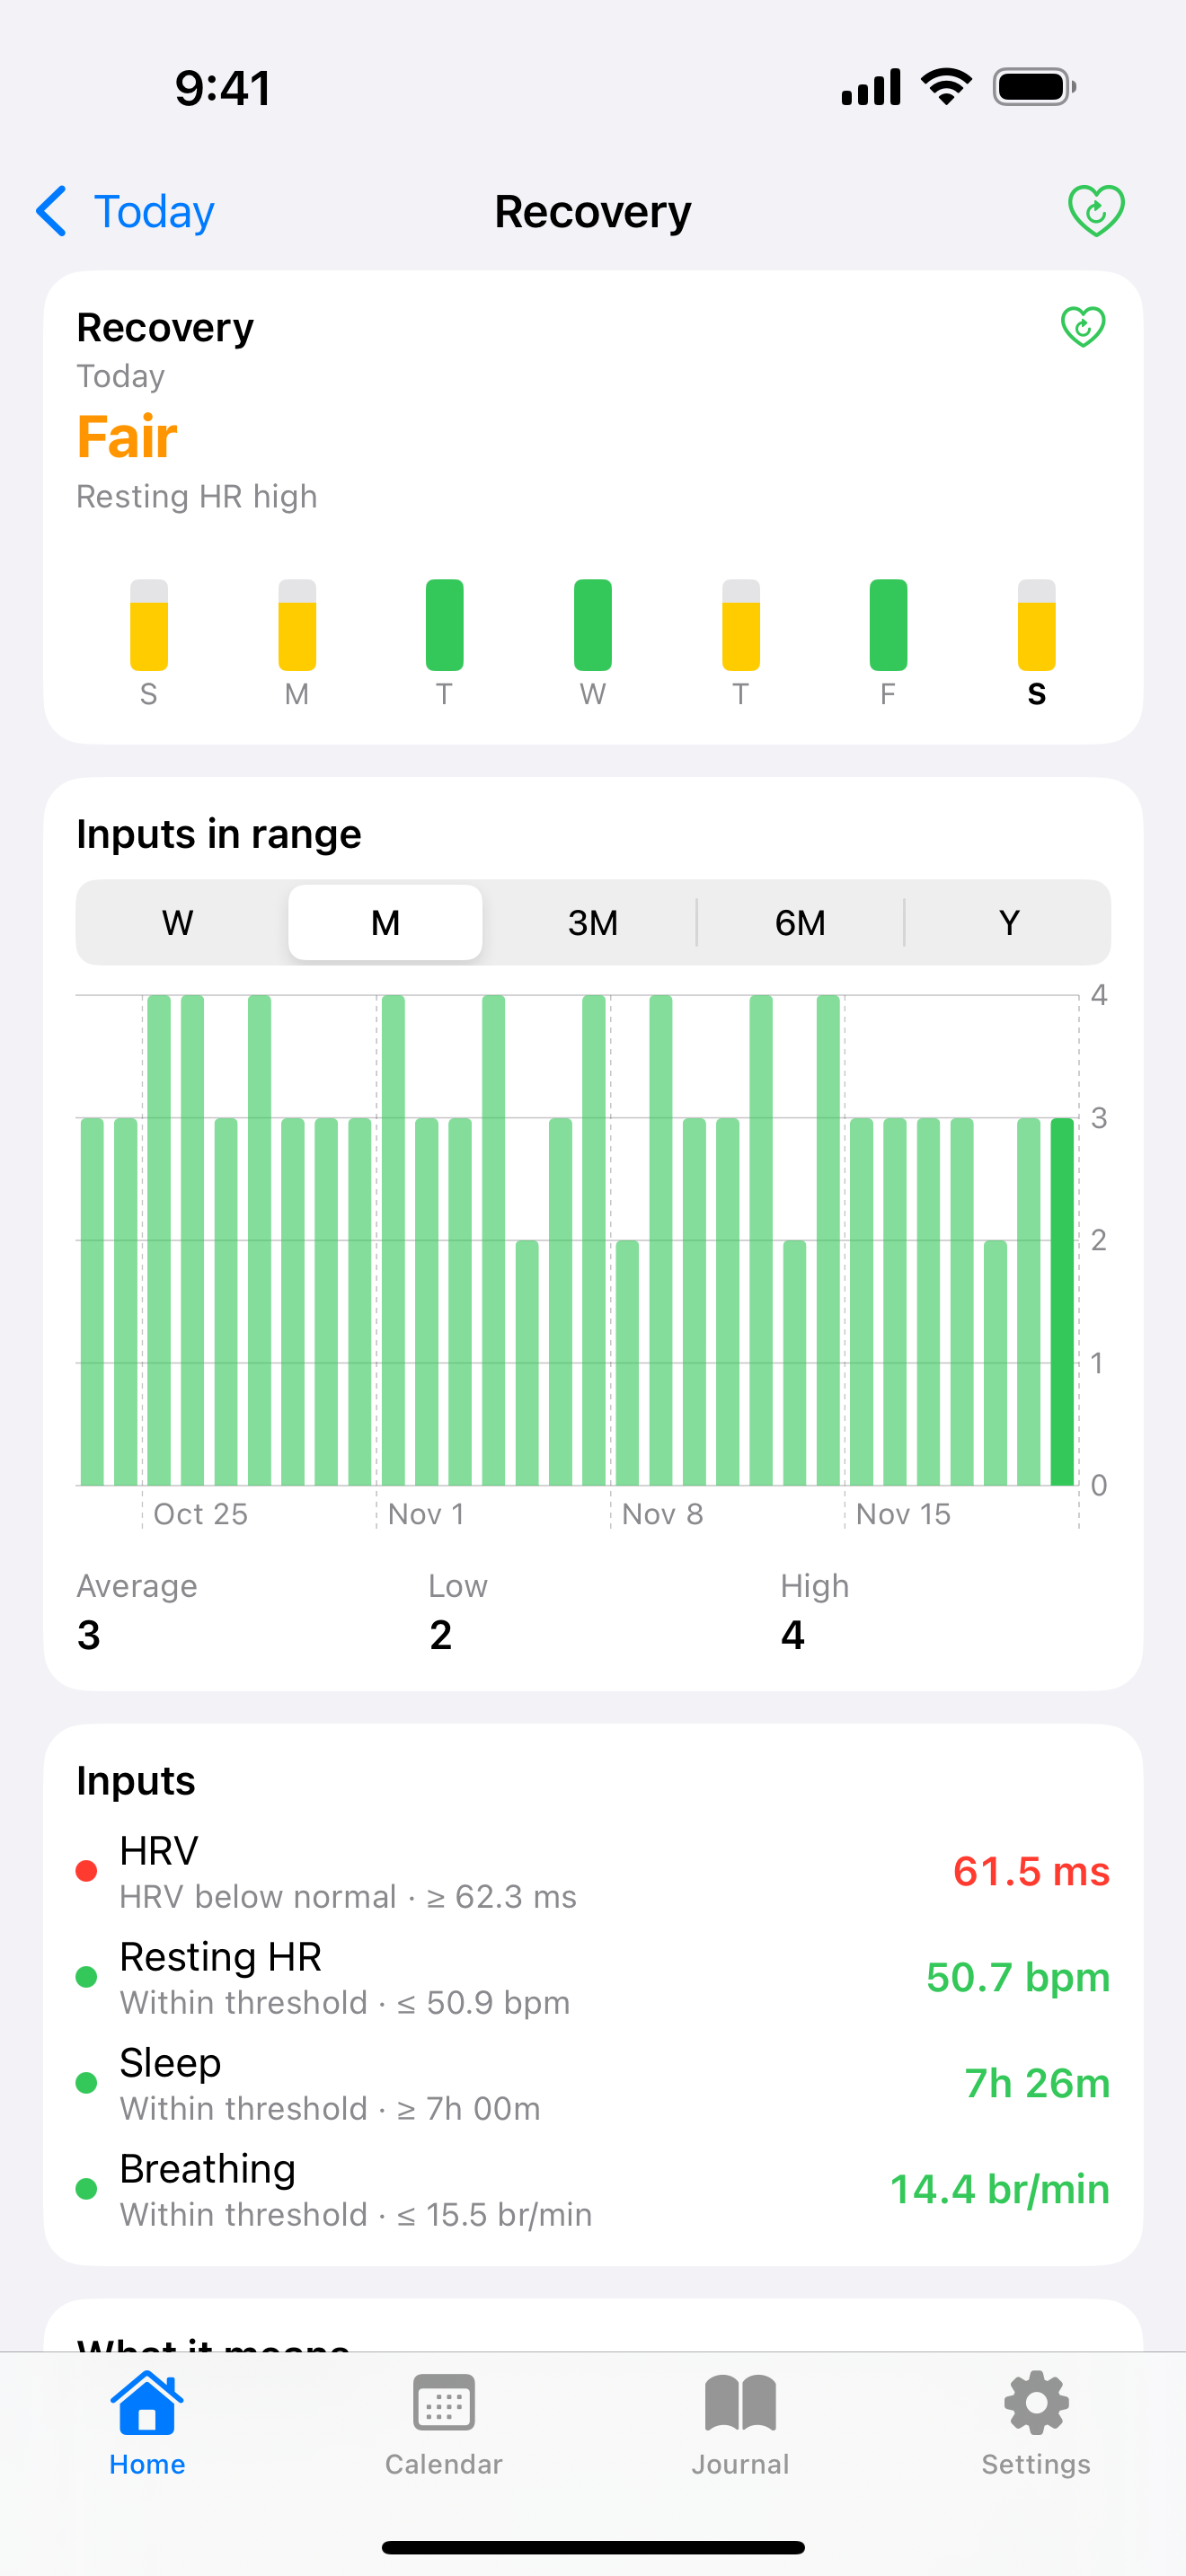 9:41
Today
Recovery
Recovery
Today
Fair
Resting HR high
S M T W T F S
Inputs in range
W M 3M 6M Y
4
3
2
1
0
Oct 25 Nov 1 Nov 8 Nov 15
Average Low High
3 2 4
Inputs
HRV
HRV below normal · ≥ 62.3 ms
61.5 ms
Resting HR
Within threshold · ≤ 50.9 bpm
50.7 bpm
Sleep
Within threshold · ≥ 7h 00m
7h 26m
Breathing
Within threshold · ≤ 15.5 br/min
14.4 br/min
What it means
Home Calendar Journal Settings